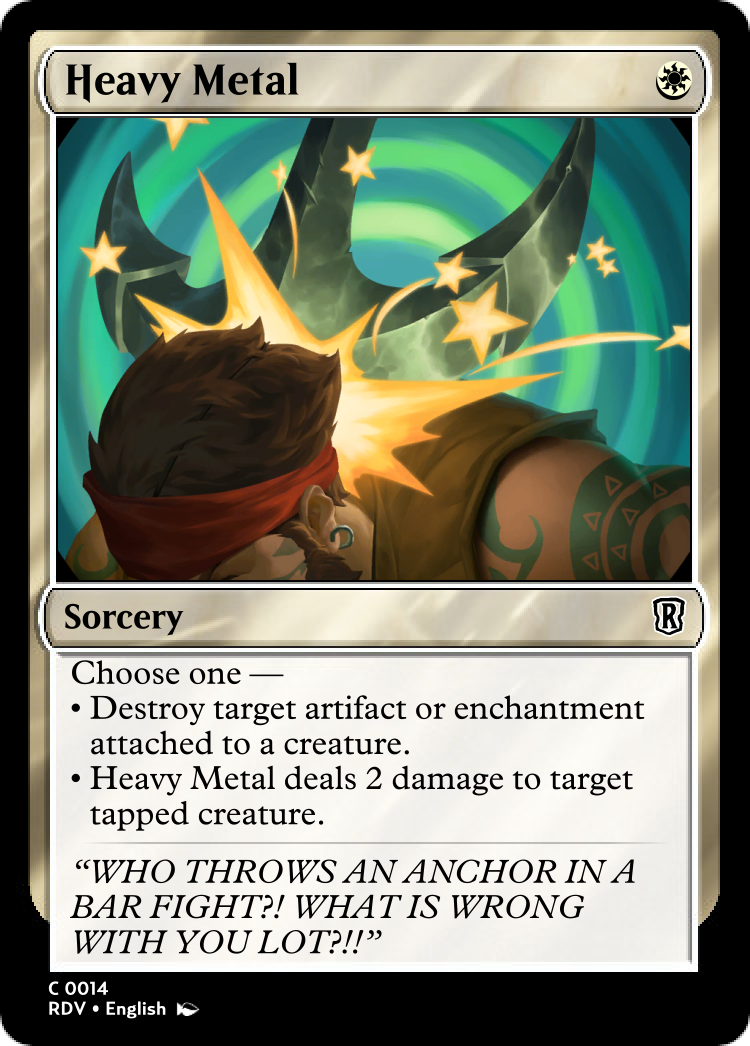 Heavy Metal
Sorcery
R
Choose one —
• Destroy target artifact or enchantment
attached to a creature.
• Heavy Metal deals 2 damage to target
tapped creature.
“WHO THROWS AN ANCHOR IN A
BAR FIGHT?! WHAT IS WRONG
WITH YOU LOT?!!”
C 0014
RDV • English